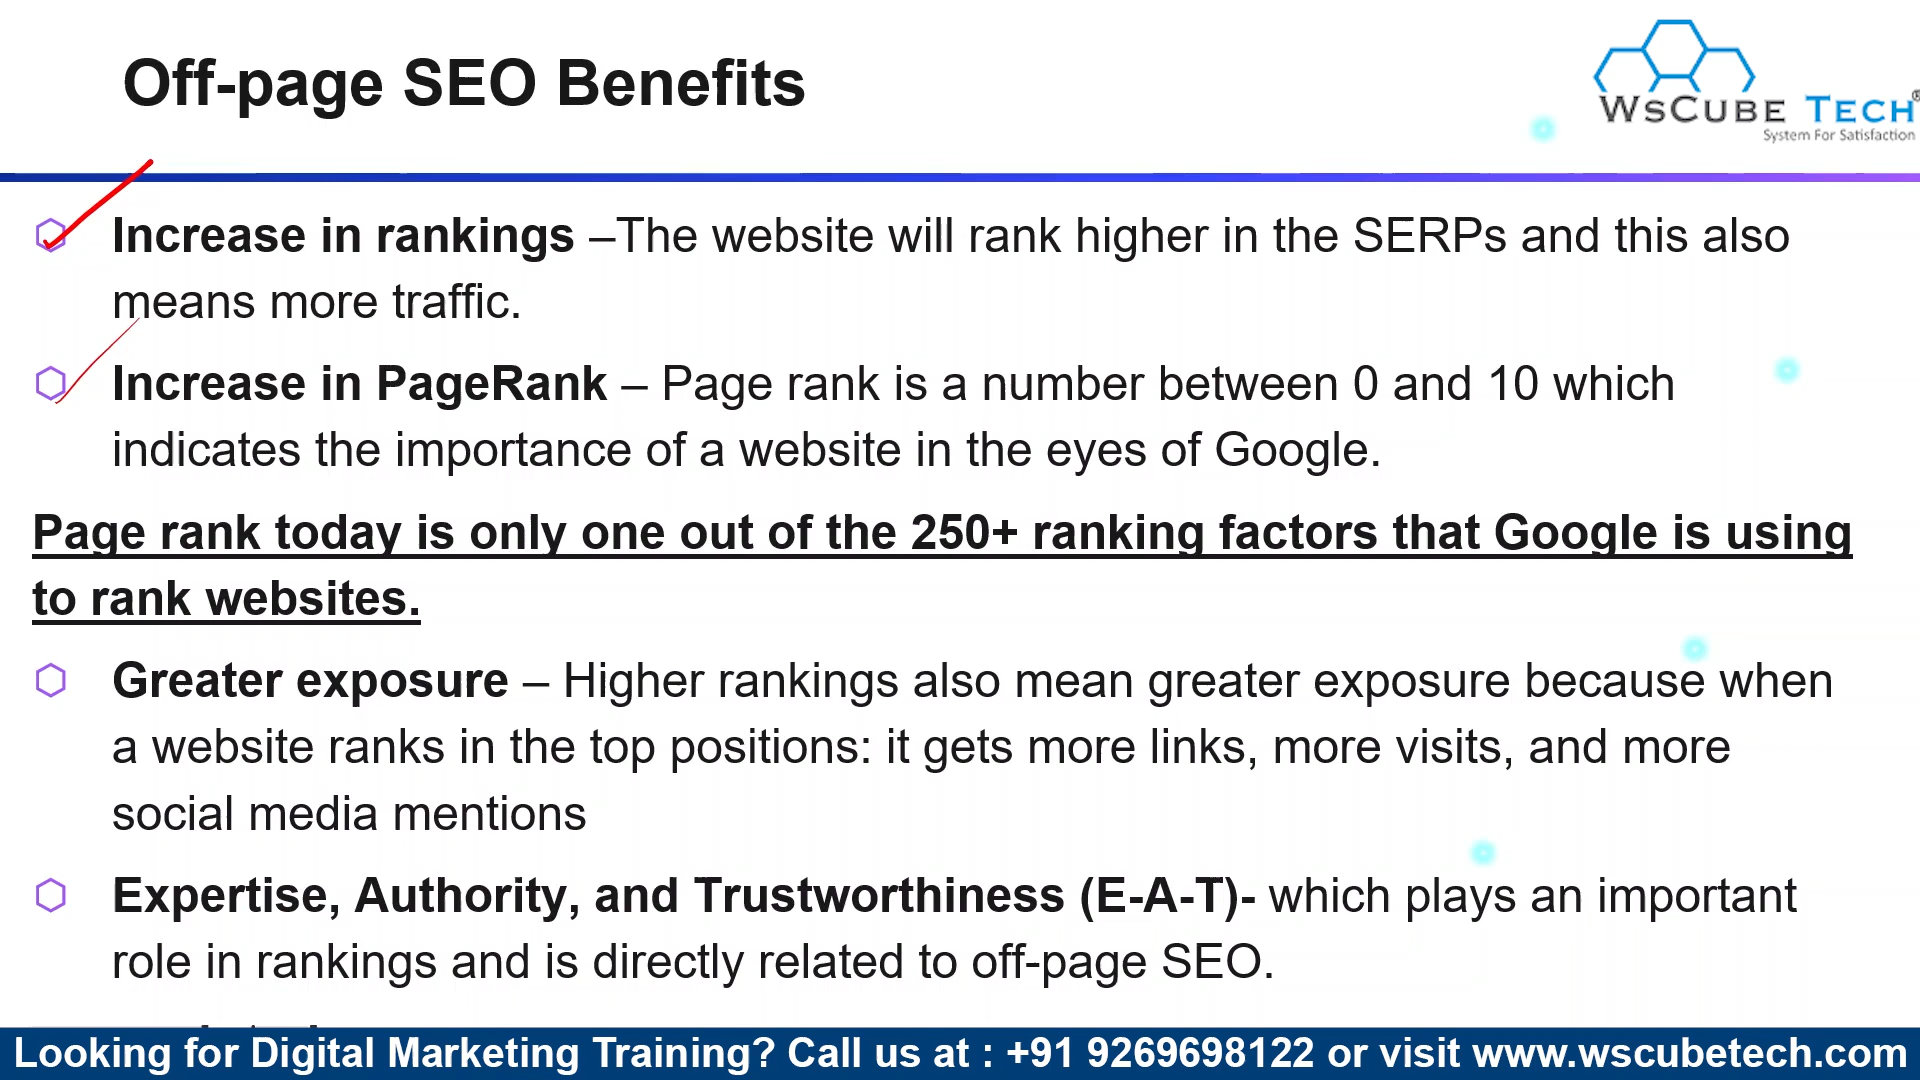 Off-page SEO Benefits
WsCube Tech®
System For Satisfaction
Increase in rankings –The website will rank higher in the SERPs and this also
means more traffic.
Increase in PageRank – Page rank is a number between 0 and 10 which
indicates the importance of a website in the eyes of Google.
Page rank today is only one out of the 250+ ranking factors that Google is using
to rank websites.
Greater exposure – Higher rankings also mean greater exposure because when
a website ranks in the top positions: it gets more links, more visits, and more
social media mentions
Expertise, Authority, and Trustworthiness (E-A-T)- which plays an important
role in rankings and is directly related to off-page SEO.
Looking for Digital Marketing Training? Call us at : +91 9269698122 or visit www.wscubetech.com